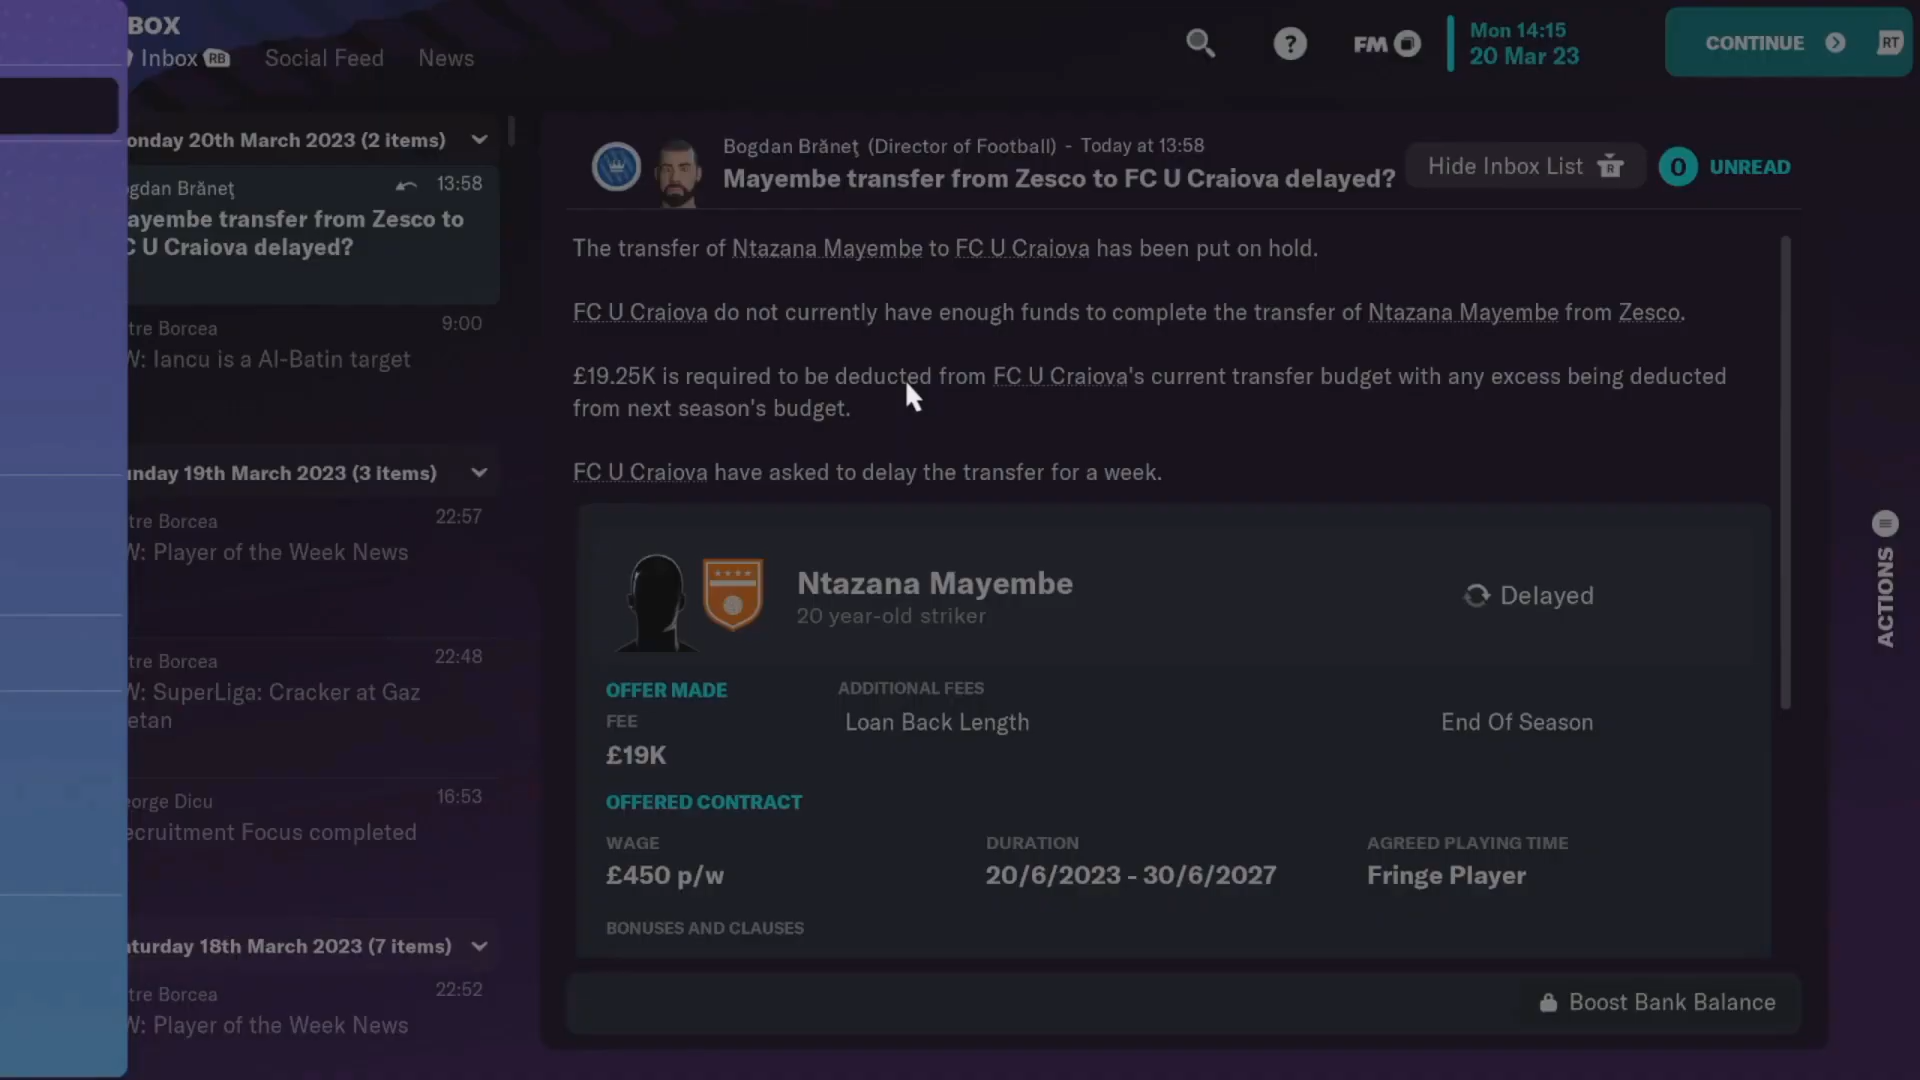 BOX
Inbox RB Social Feed News
FM
Mon 14:15
20 Mar 23
CONTINUE RT
onday 20th March 2023 (2 items)
ogdan Brăneț 13:58
ayembe transfer from Zesco to
C U Craiova delayed?
tre Borcea 9:00
W: Iancu is a Al-Batin target
unday 19th March 2023 (3 items)
tre Borcea 22:57
W: Player of the Week News
tre Borcea 22:48
W: SuperLiga: Cracker at Gaz
etan
eorge Dicu 16:53
ecruitment Focus completed
aturday 18th March 2023 (7 items)
tre Borcea 22:52
W: Player of the Week News
Bogdan Brăneț (Director of Football) - Today at 13:58
Mayembe transfer from Zesco to FC U Craiova delayed?
Hide Inbox List R
0 UNREAD
The transfer of Ntazana Mayembe to FC U Craiova has been put on hold.
FC U Craiova do not currently have enough funds to complete the transfer of Ntazana Mayembe from Zesco.
£19.25K is required to be deducted from FC U Craiova's current transfer budget with any excess being deducted
from next season's budget.
FC U Craiova have asked to delay the transfer for a week.
Ntazana Mayembe
20 year-old striker
Delayed
OFFER MADE
FEE
£19K
ADDITIONAL FEES
Loan Back Length End Of Season
OFFERED CONTRACT
WAGE DURATION AGREED PLAYING TIME
£450 p/w 20/6/2023 - 30/6/2027 Fringe Player
BONUSES AND CLAUSES
Boost Bank Balance
ACTIONS